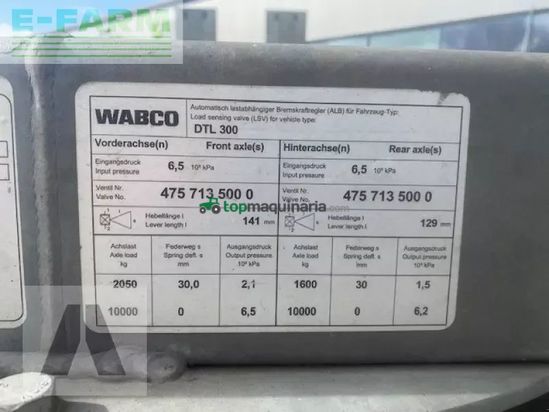 E-FARM
WABCO
Automatisch lastabhängiger Bremskraftregler (ALB) für Fahrzeug-Typ:
Load sensing valve (LSV) for vehicle type:
DTL 300
Vorderachse(n) Front axle(s) Hinterachse(n) Rear axle(s)
Eingangsdruck
Input pressure 6,5 10² kPa
Eingangsdruck
Input pressure 6,5 10² kPa
Ventil Nr.
Valve No. 475 713 500 0
Ventil Nr.
Valve No. 475 713 500 0
topmaquinaria.com
Hebellänge l
Lever length l 141 mm
Hebellänge l
Lever length l 129 mm
Achslast Federweg s Ausgangsdruck Achslast Federweg s Ausgangsdruck
Axle load Spring defl. s Output pressure Axle load Spring defl. s Output pressure
kg mm 10² kPa kg mm 10² kPa
2050 30,0 2,1 1600 30 1,5
10000 0 6,5 10000 0 6,2